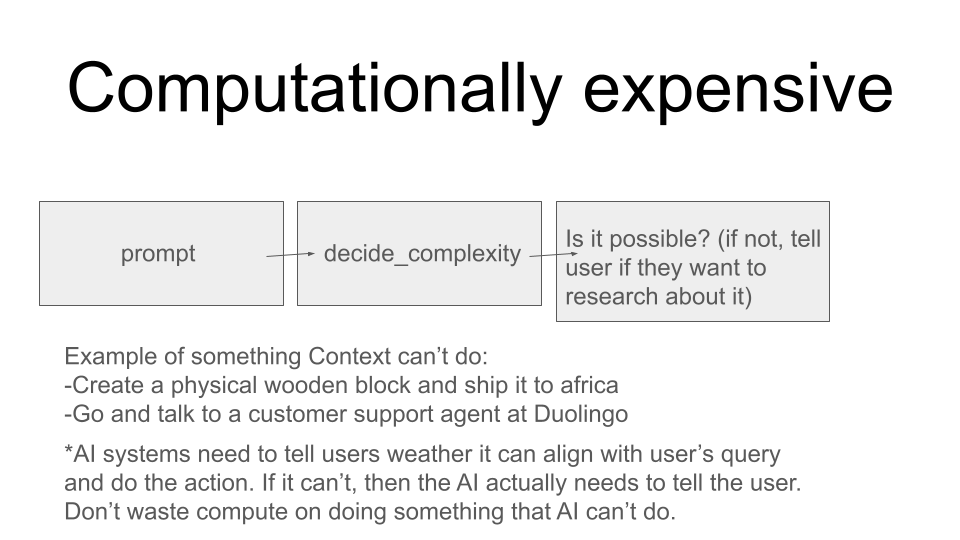 Computationally expensive
prompt
decide_complexity
Is it possible? (if not, tell
user if they want to
research about it)
Example of something Context can’t do:
-Create a physical wooden block and ship it to africa
-Go and talk to a customer support agent at Duolingo
*AI systems need to tell users weather it can align with user’s query
and do the action. If it can’t, then the AI actually needs to tell the user.
Don’t waste compute on doing something that AI can’t do.